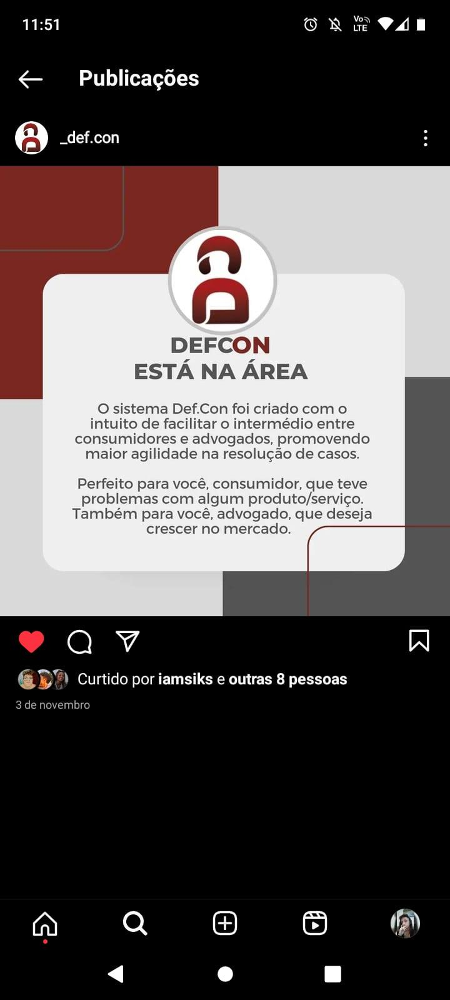 11:51
Vo
LTE
Publicações
_def.con
DEFCON
ESTÁ NA ÁREA
O sistema Def.Con foi criado com o
intuito de facilitar o intermédio entre
consumidores e advogados, promovendo
maior agilidade na resolução de casos.
Perfeito para você, consumidor, que teve
problemas com algum produto/serviço.
Também para você, advogado, que deseja
crescer no mercado.
Curtido por iamsiks e outras 8 pessoas
3 de novembro